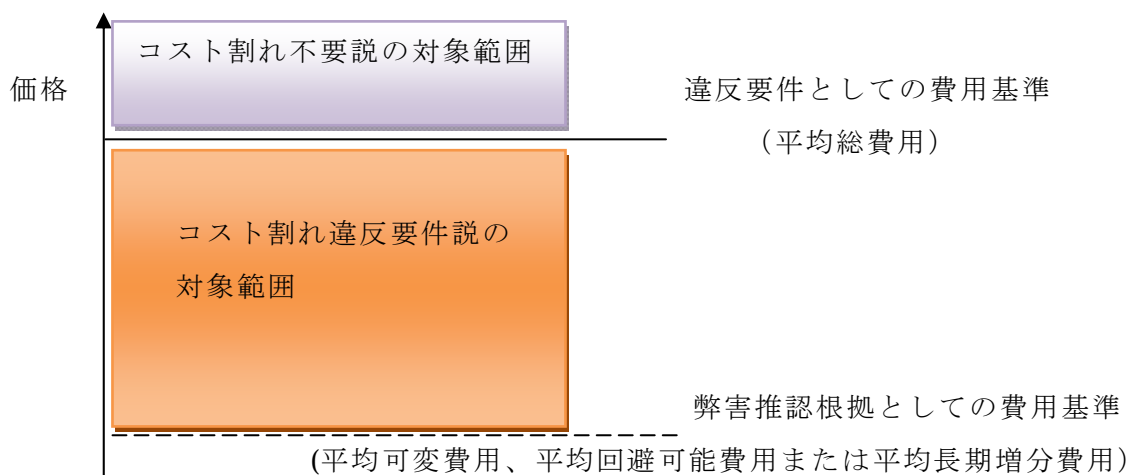 コスト割れ不要説の対象範囲
価格
違反要件としての費用基準
（平均総費用）
コスト割れ違反要件説の
対象範囲
弊害推認根拠としての費用基準
(平均可変費用、平均回避可能費用または平均長期増分費用)